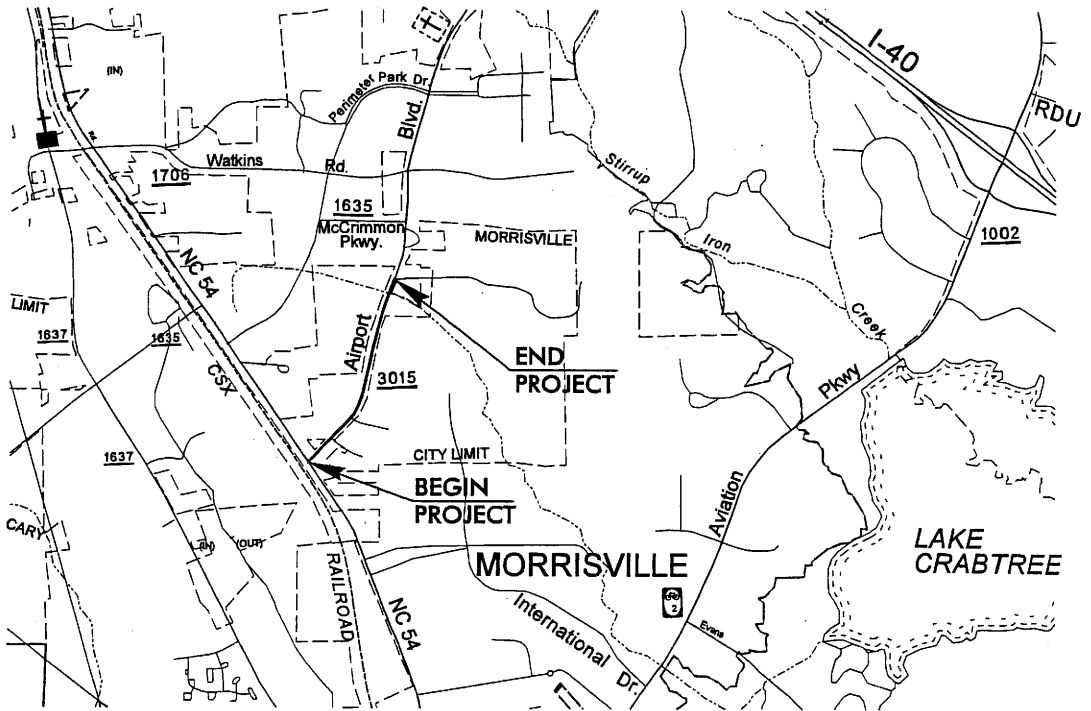 I-40
RDU
(IN)
Perimeter Park Dr.
Blvd.
Watkins Rd.
1706
Stirrup
1635
McCrimmon
Pkwy.
MORRISVILLE
Iron
1002
NC 54
LIMIT
Creek
1637
1635
Airport
END
PROJECT
CSX
3015
Pkwy
1637
CITY LIMIT
BEGIN
PROJECT
Aviation
CARY
(IN)
(OUT)
LAKE
CRABTREE
RAILROAD
MORRISVILLE
NC 54
International Dr.
2
Evans